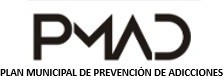 PMAD
PLAN MUNICIPAL DE PREVENCIÓN DE ADICCIONES